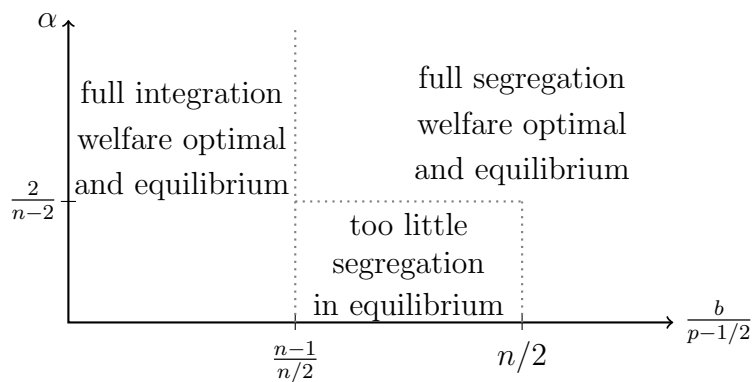 α
full integration
welfare optimal
and equilibrium
full segregation
welfare optimal
and equilibrium
2/(n−2)
too little
segregation
in equilibrium
(n−1)/(n/2)
n/2
b/(p−1/2)